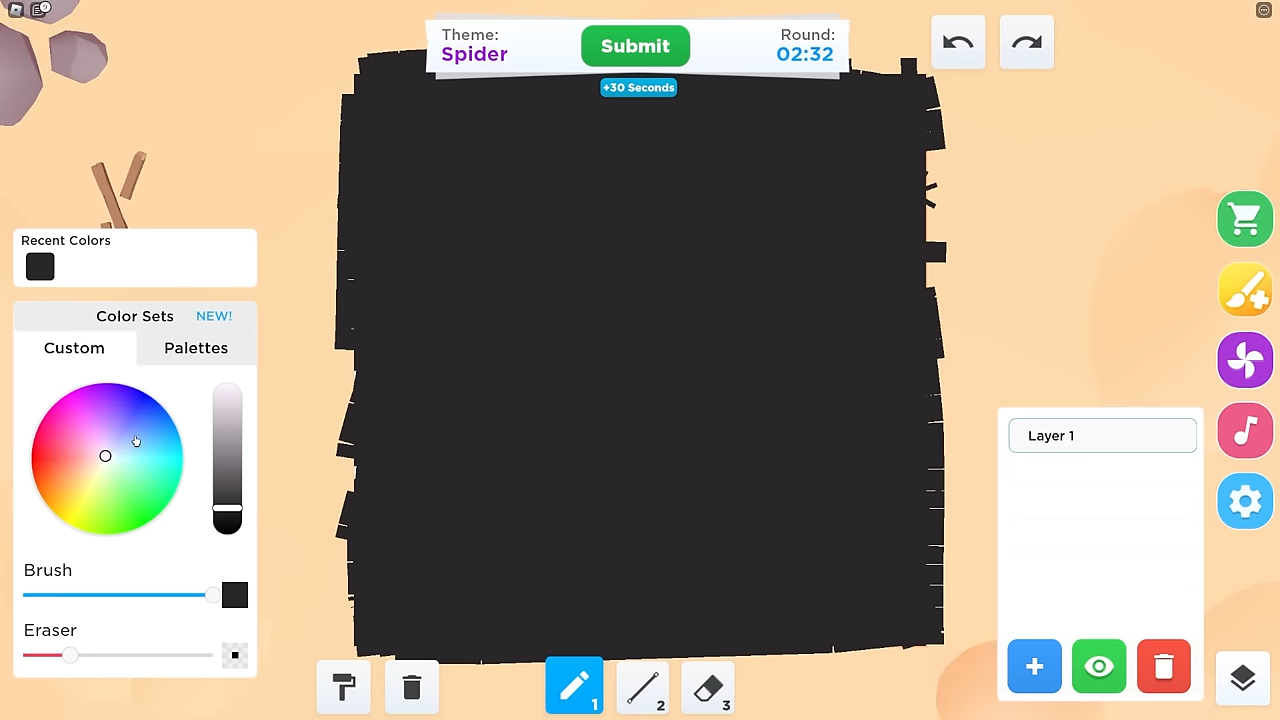 9
Theme:
Spider
Submit
Round:
02:32
+30 Seconds
Recent Colors
Color Sets NEW!
Custom Palettes
Brush
Eraser
Layer 1
1
2
3